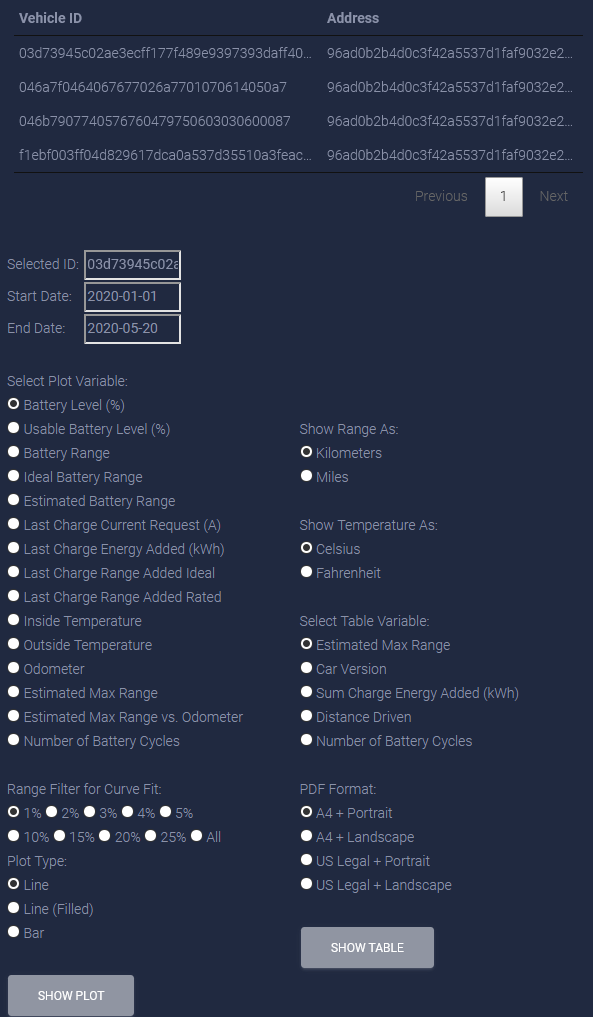 Vehicle ID Address
03d73945c02ae3ecff177f489e9397393daff40... 96ad0b2b4d0c3f42a5537d1faf9032e2...
046a7f0464067677026a7701070614050a7 96ad0b2b4d0c3f42a5537d1faf9032e2...
046b79077405767604797506030306000​87 96ad0b2b4d0c3f42a5537d1faf9032e2...
f1ebf003ff04d829617dca0a537d35510a3feac... 96ad0b2b4d0c3f42a5537d1faf9032e2...
Previous 1 Next
Selected ID: 03d73945c02a
Start Date: 2020-01-01
End Date: 2020-05-20
Select Plot Variable:
Battery Level (%)
Usable Battery Level (%)
Battery Range
Ideal Battery Range
Estimated Battery Range
Last Charge Current Request (A)
Last Charge Energy Added (kWh)
Last Charge Range Added Ideal
Last Charge Range Added Rated
Inside Temperature
Outside Temperature
Odometer
Estimated Max Range
Estimated Max Range vs. Odometer
Number of Battery Cycles
Range Filter for Curve Fit:
1% 2% 3% 4% 5%
10% 15% 20% 25% All
Plot Type:
Line
Line (Filled)
Bar
SHOW PLOT
Show Range As:
Kilometers
Miles
Show Temperature As:
Celsius
Fahrenheit
Select Table Variable:
Estimated Max Range
Car Version
Sum Charge Energy Added (kWh)
Distance Driven
Number of Battery Cycles
PDF Format:
A4 + Portrait
A4 + Landscape
US Legal + Portrait
US Legal + Landscape
SHOW TABLE